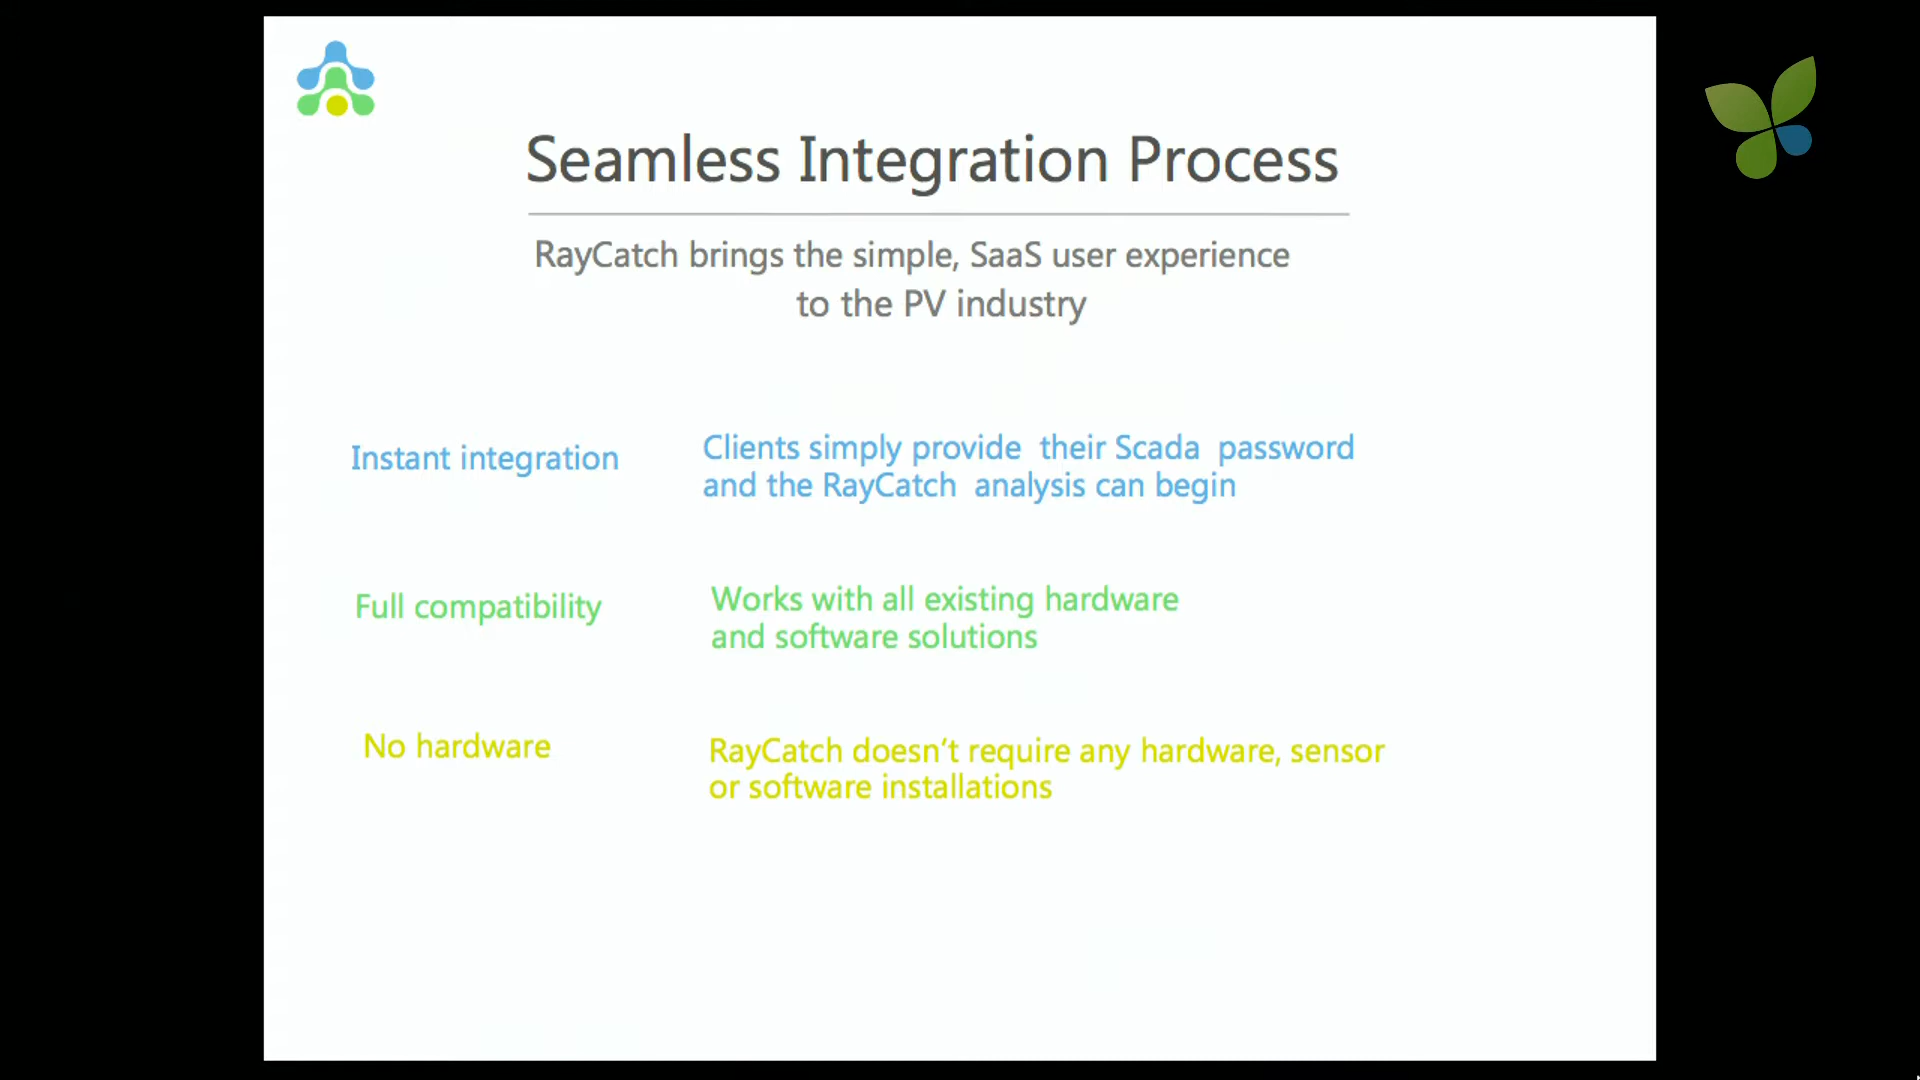 Seamless Integration Process
RayCatch brings the simple, SaaS user experience
to the PV industry
Instant integration
Clients simply provide their Scada password
and the RayCatch analysis can begin
Full compatibility
Works with all existing hardware
and software solutions
No hardware
RayCatch doesn’t require any hardware, sensor
or software installations